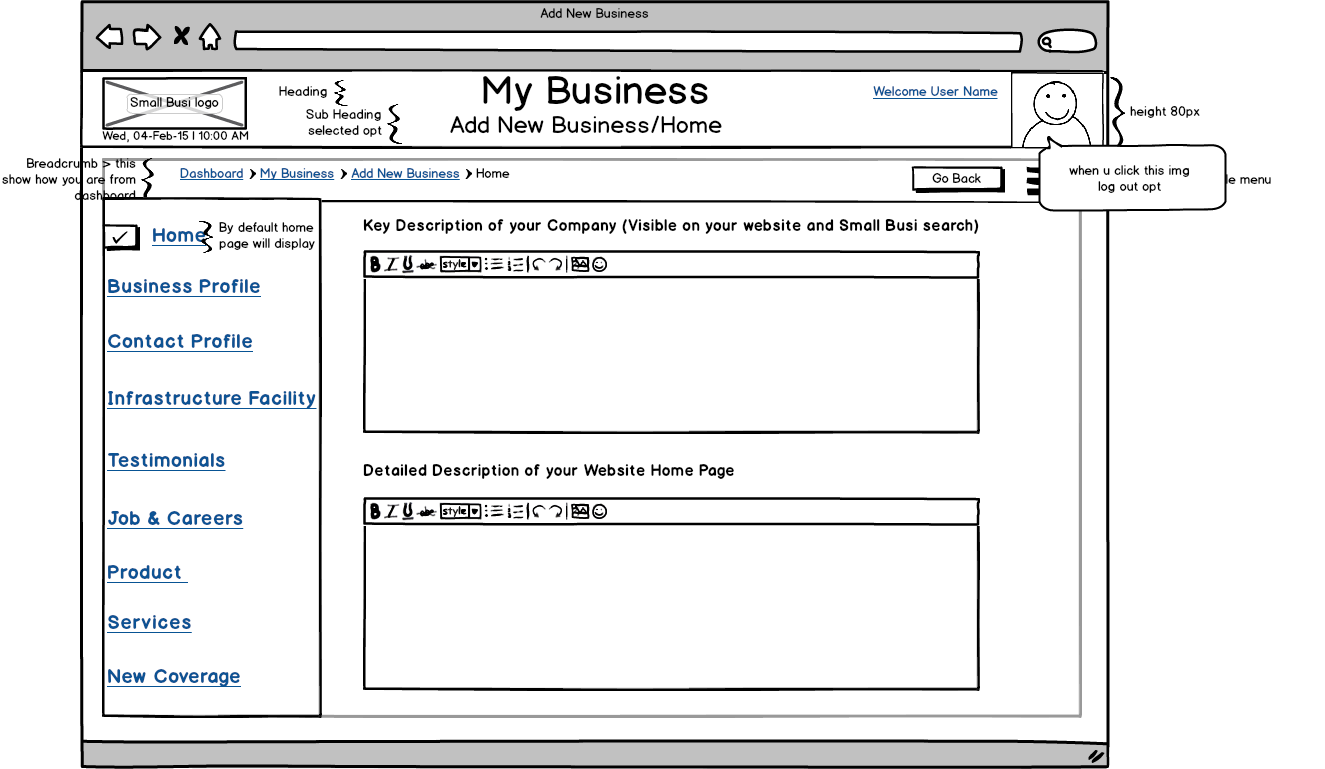 Add New Business
Small Busi logo
Wed, 04-Feb-15 | 10:00 AM
Heading
Sub Heading
selected opt
My Business
Add New Business/Home
Welcome User Name
height 80px
when u click this img
log out opt
menu
Breadcrumb > this
show how you are from
dashboard
Dashboard
My Business
Add New Business
Home
Go Back
Home
By default home
page will display
Business Profile
Contact Profile
Infrastructure Facility
Testimonials
Job & Careers
Product
Services
New Coverage
Key Description of your Company (Visible on your website and Small Busi search)
B I U abc style
Detailed Description of your Website Home Page
B I U abc style